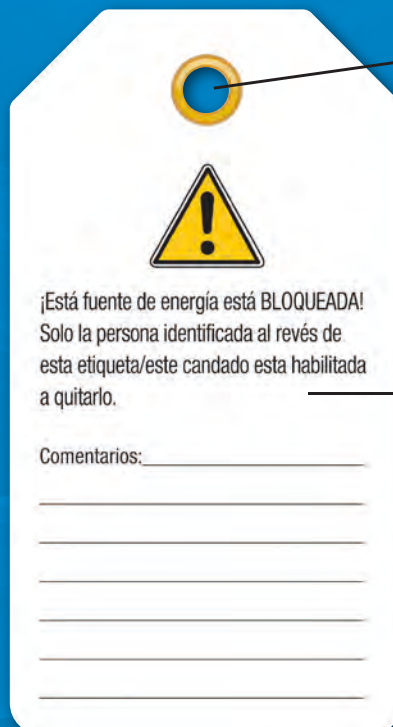 ¡Está fuente de energía está BLOQUEADA!
Solo la persona identificada al revés de
esta etiqueta/este candado esta habilitada
a quitarlo.
Comentarios: